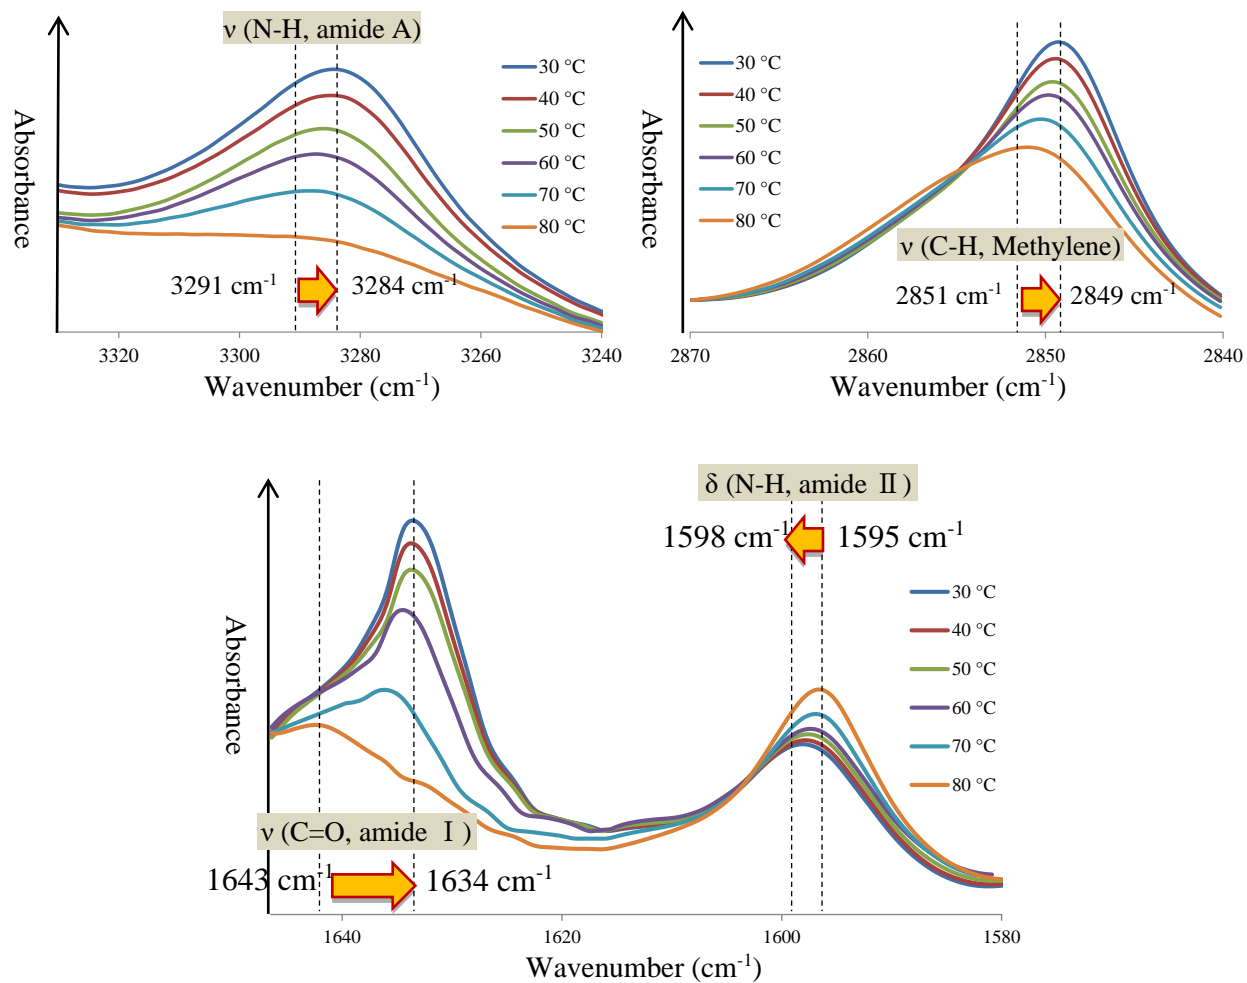 ν (N-H, amide A)
Absorbance
30 °C
40 °C
50 °C
60 °C
70 °C
80 °C
3291 cm⁻¹
3284 cm⁻¹
3320
3300
3280
3260
3240
Wavenumber (cm⁻¹)
Absorbance
30 °C
40 °C
50 °C
60 °C
70 °C
80 °C
ν (C-H, Methylene)
2851 cm⁻¹
2849 cm⁻¹
2870
2860
2850
2840
Wavenumber (cm⁻¹)
δ (N-H, amide Ⅱ)
1598 cm⁻¹
1595 cm⁻¹
Absorbance
30 °C
40 °C
50 °C
60 °C
70 °C
80 °C
ν (C=O, amide Ⅰ)
1643 cm⁻¹
1634 cm⁻¹
1640
1620
1600
1580
Wavenumber (cm⁻¹)